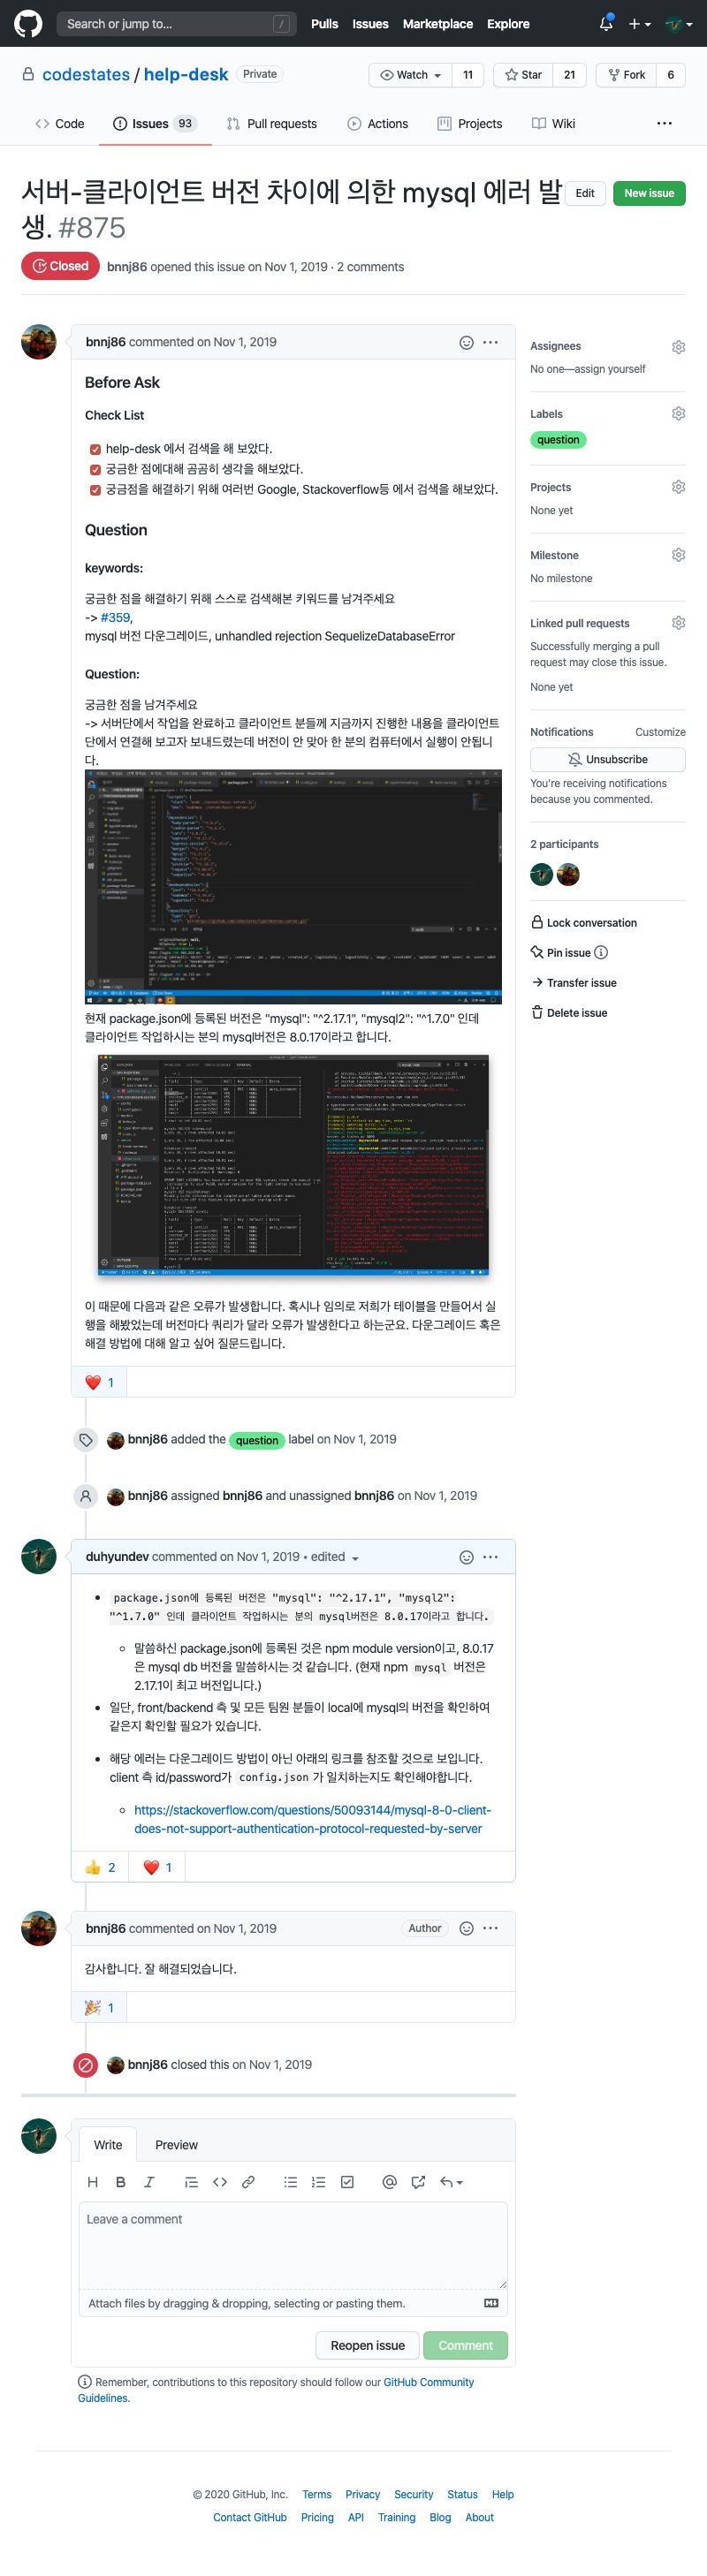 Search or jump to... /
Pulls Issues Marketplace Explore
codestates / help-desk Private
Watch 11 Star 21 Fork 6
Code Issues 93 Pull requests Actions Projects Wiki ...
서버-클라이언트 버전 차이에 의한 mysql 에러 발
생. #875
Edit New issue
Closed bnnj86 opened this issue on Nov 1, 2019 · 2 comments
bnnj86 commented on Nov 1, 2019
Before Ask
Check List
help-desk 에서 검색을 해 보았다.
궁금한 점에대해 곰곰히 생각을 해보았다.
궁금점을 해결하기 위해 여러번 Google, Stackoverflow등 에서 검색을 해보았다.
Question
keywords:
궁금한 점을 해결하기 위해 스스로 검색해본 키워드를 남겨주세요
-> #359,
mysql 버전 다운그레이드, unhandled rejection SequelizeDatabaseError
Question:
궁금한 점을 남겨주세요
-> 서버단에서 작업을 완료하고 클라이언트 분들께 지금까지 진행한 내용을 클라이언트
단에서 연결해 보고자 보내드렸는데 버전이 안 맞아 한 분의 컴퓨터에서 실행이 안됩니
다.
현재 package.json에 등록된 버전은 "mysql": "^2.17.1", "mysql2": "^1.7.0" 인데
클라이언트 작업하시는 분의 mysql버전은 8.0.17이라고 합니다.
이 때문에 다음과 같은 오류가 발생합니다. 혹시나 임의로 저희가 테이블을 만들어서 실
행을 해봤었는데 버전마다 쿼리가 달라 오류가 발생한다고 하는군요. 다운그레이드 혹은
해결 방법에 대해 알고 싶어 질문드립니다.
1
bnnj86 added the question label on Nov 1, 2019
bnnj86 assigned bnnj86 and unassigned bnnj86 on Nov 1, 2019
duhyundev commented on Nov 1, 2019 • edited
package.json에 등록된 버전은 "mysql": "^2.17.1", "mysql2":
"^1.7.0" 인데 클라이언트 작업하시는 분의 mysql버전은 8.0.17이라고 합니다.
말씀하신 package.json에 등록된 것은 npm module version이고, 8.0.17
은 mysql db 버전을 말씀하시는 것 같습니다. (현재 npm mysql 버전은
2.17.1이 최고 버전입니다.)
일단, front/backend 측 및 모든 팀원 분들이 local에 mysql의 버전을 확인하여
같은지 확인할 필요가 있습니다.
해당 에러는 다운그레이드 방법이 아닌 아래의 링크를 참조할 것으로 보입니다.
client 측 id/password가 config.json 가 일치하는지도 확인해야합니다.
https://stackoverflow.com/questions/50093144/mysql-8-0-client-
does-not-support-authentication-protocol-requested-by-server
2 1
bnnj86 commented on Nov 1, 2019 Author
감사합니다. 잘 해결되었습니다.
1
bnnj86 closed this on Nov 1, 2019
Write Preview
H B I
Leave a comment
Attach files by dragging & dropping, selecting or pasting them.
Reopen issue Comment
Remember, contributions to this repository should follow our GitHub Community
Guidelines.
Assignees
No one—assign yourself
Labels
question
Projects
None yet
Milestone
No milestone
Linked pull requests
Successfully merging a pull
request may close this issue.
None yet
Notifications Customize
Unsubscribe
You're receiving notifications
because you commented.
2 participants
Lock conversation
Pin issue
Transfer issue
Delete issue
© 2020 GitHub, Inc. Terms Privacy Security Status Help
Contact GitHub Pricing API Training Blog About